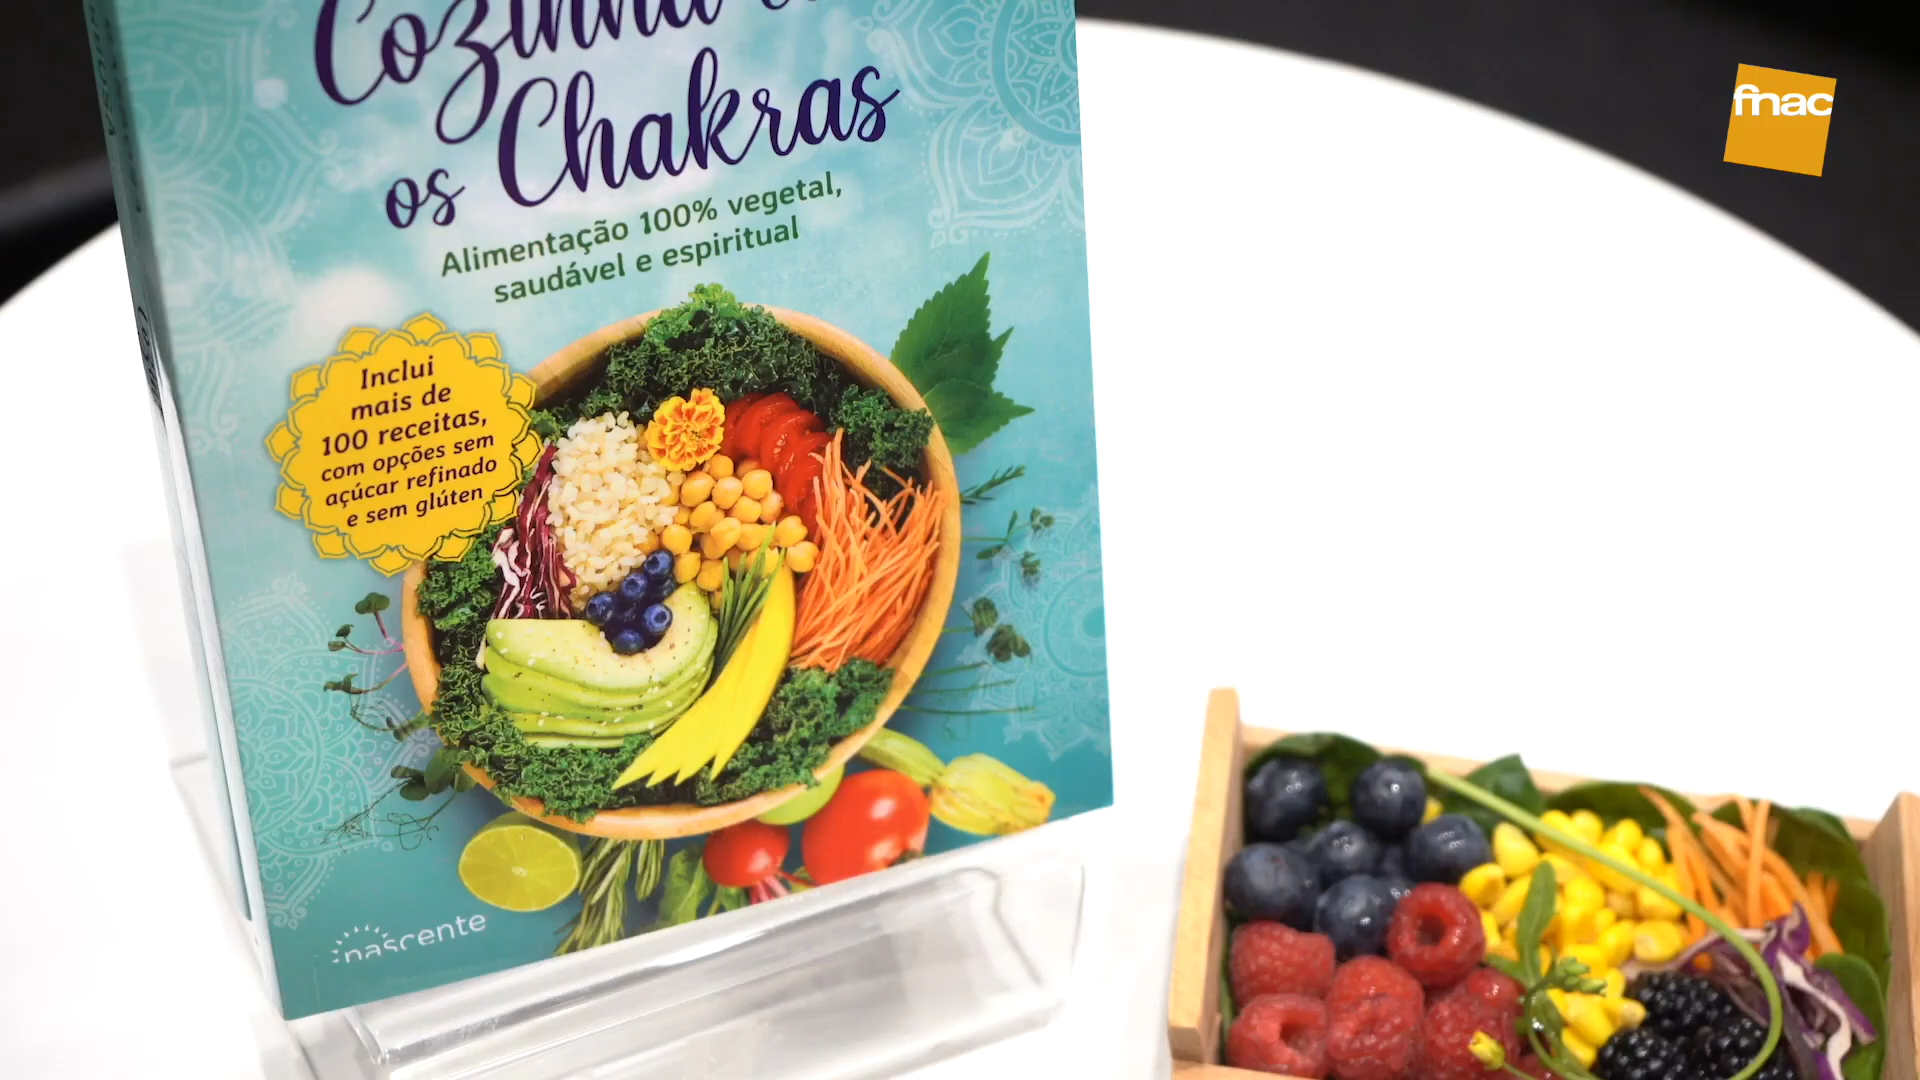 Cozinha
os Chakras
Alimentação 100% vegetal,
saudável e espiritual
Inclui
mais de
100 receitas,
com opções sem
açúcar refinado
e sem glúten
nascente
fnac